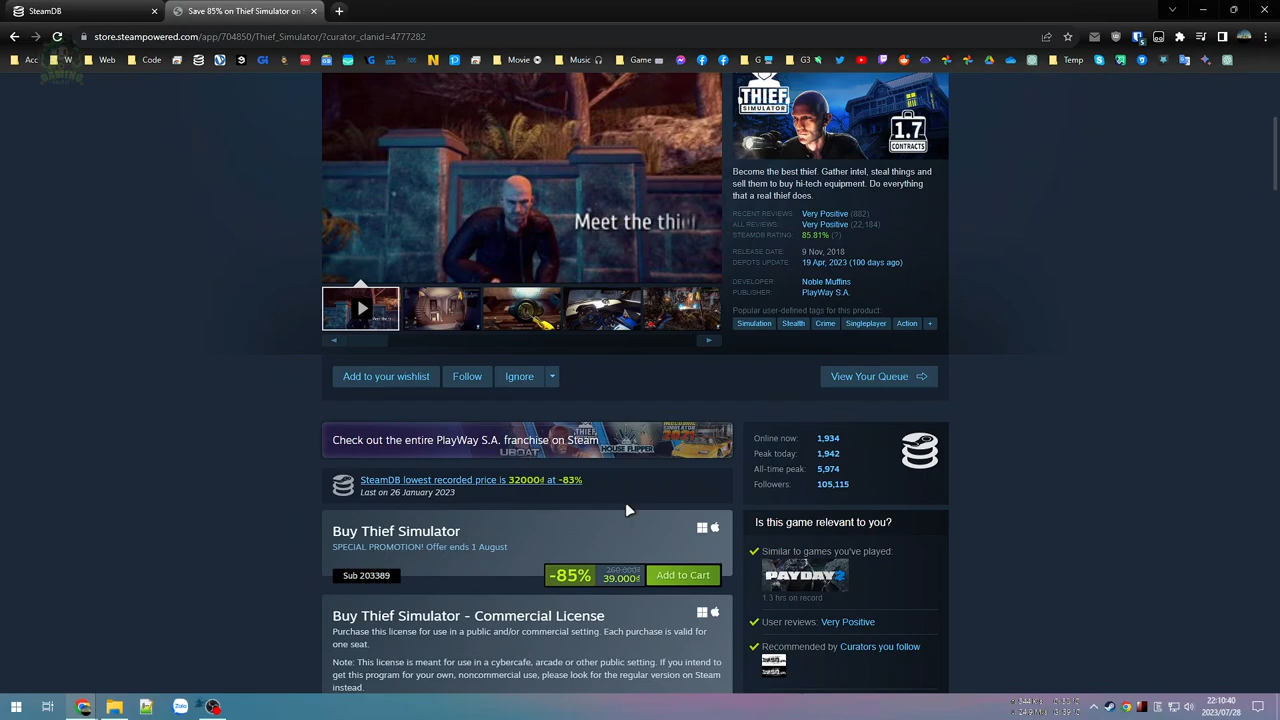 SteamDB
SteamDB
store.steampowered.com/app/704850/Thief_Simulator/?curator_clanid=4777282
Movie
Music
Game
G3
Temp
GAMING
Meet the thi
THIEF
SIMULATOR
1.7
CONTRACTS
Become the best thief. Gather intel, steal things and
sell them to buy hi-tech equipment. Do everything
that a real thief does.
RECENT REVIEWS: Very Positive (882)
ALL REVIEWS: Very Positive (22,184)
STEAMDB RATING: 85.81% (?)
RELEASE DATE: 9 Nov, 2018
DEPOTS UPDATE: 19 Apr, 2023 (100 days ago)
DEVELOPER: Noble Muffins
PUBLISHER: PlayWay S.A.
Popular user-defined tags for this product:
Simulation Stealth Crime Singleplayer Action +
Add to your wishlist Follow Ignore
View Your Queue
Check out the entire PlayWay S.A. franchise on Steam
UBOAT
THIEF
HOUSE FLIPPER
SteamDB lowest recorded price is 32000₫ at -83%
Last on 26 January 2023
Buy Thief Simulator
SPECIAL PROMOTION! Offer ends 1 August
Sub 203389
-85%
260.000₫
39.000₫
Add to Cart
Buy Thief Simulator - Commercial License
Purchase this license for use in a public and/or commercial setting. Each purchase is valid for
one seat.
Note: This license is meant for use in a cybercafe, arcade or other public setting. If you intend to
get this program for your own, noncommercial use, please look for the regular version on Steam
instead.
Online now: 1,934
Peak today: 1,942
All-time peak: 5,974
Followers: 105,115
Is this game relevant to you?
Similar to games you've played:
PAYDAY 2
1.3 hrs on record
User reviews: Very Positive
Recommended by Curators you follow
Zalo
22:10:40
2023/07/28